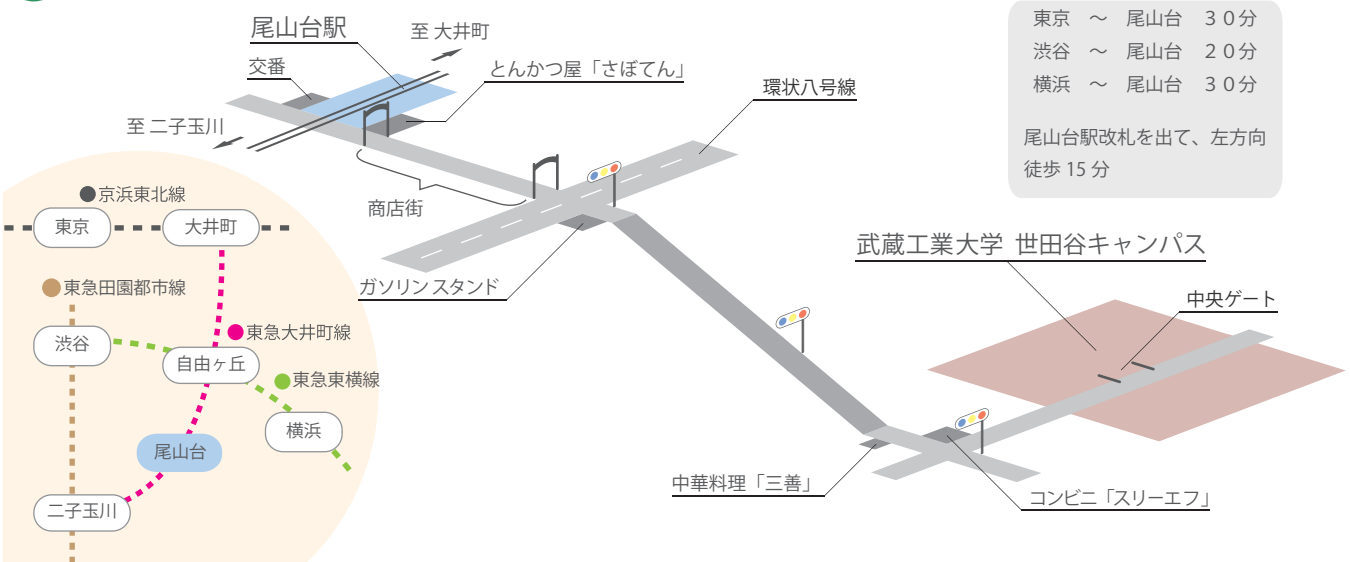 尾山台駅
至 大井町
交番
とんかつ屋「さぼてん」
至 二子玉川
環状八号線
商店街
ガソリンスタンド
東京 ～ 尾山台 ３０分
渋谷 ～ 尾山台 ２０分
横浜 ～ 尾山台 ３０分
尾山台駅改札を出て、左方向
徒歩 15 分
武蔵工業大学 世田谷キャンパス
中央ゲート
中華料理「三善」
コンビニ「スリーエフ」
京浜東北線
東京
大井町
東急田園都市線
東急大井町線
渋谷
自由ヶ丘
東急東横線
横浜
尾山台
二子玉川